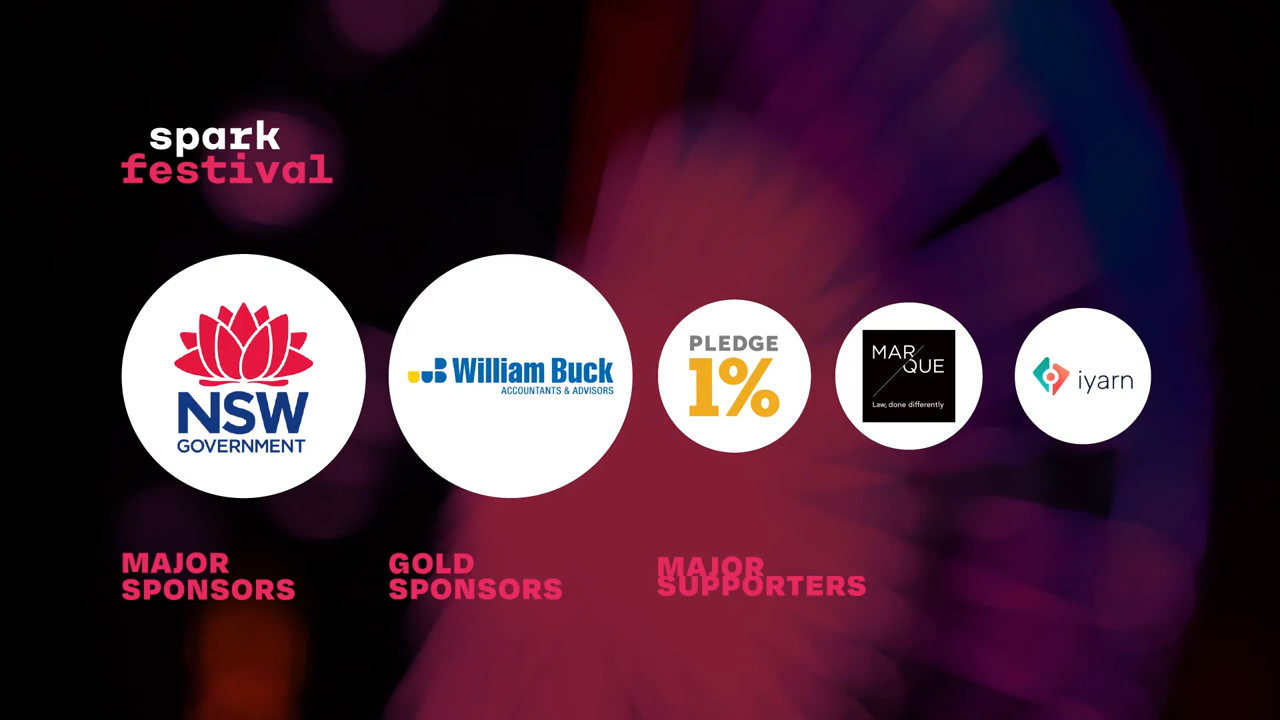 spark
festival
NSW
GOVERNMENT
William Buck
ACCOUNTANTS & ADVISORS
PLEDGE
1%
MAR
QUE
Law, done differently
iyarn
MAJOR
SPONSORS
GOLD
SPONSORS
MAJOR
SUPPORTERS